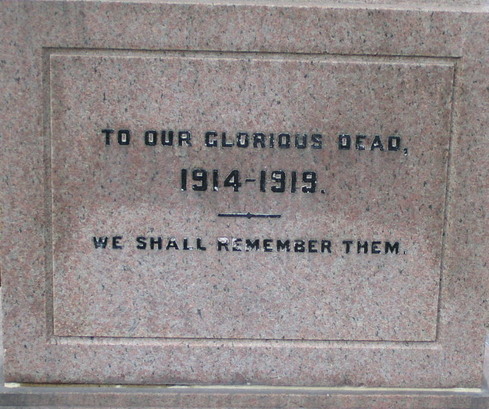 TO OUR GLORIOUS DEAD,
1914-1919.
WE SHALL REMEMBER THEM.